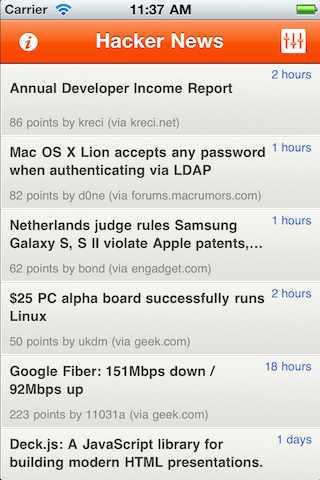 Carrier 11:37 AM
Hacker News
2 hours
Annual Developer Income Report
86 points by kreci (via kreci.net)
1 hours
Mac OS X Lion accepts any password
when authenticating via LDAP
82 points by d0ne (via forums.macrumors.com)
1 hours
Netherlands judge rules Samsung
Galaxy S, S II violate Apple patents,...
62 points by bond (via engadget.com)
2 hours
$25 PC alpha board successfully runs
Linux
50 points by ukdm (via geek.com)
18 hours
Google Fiber: 151Mbps down /
92Mbps up
223 points by 11031a (via geek.com)
1 days
Deck.js: A JavaScript library for
building modern HTML presentations.